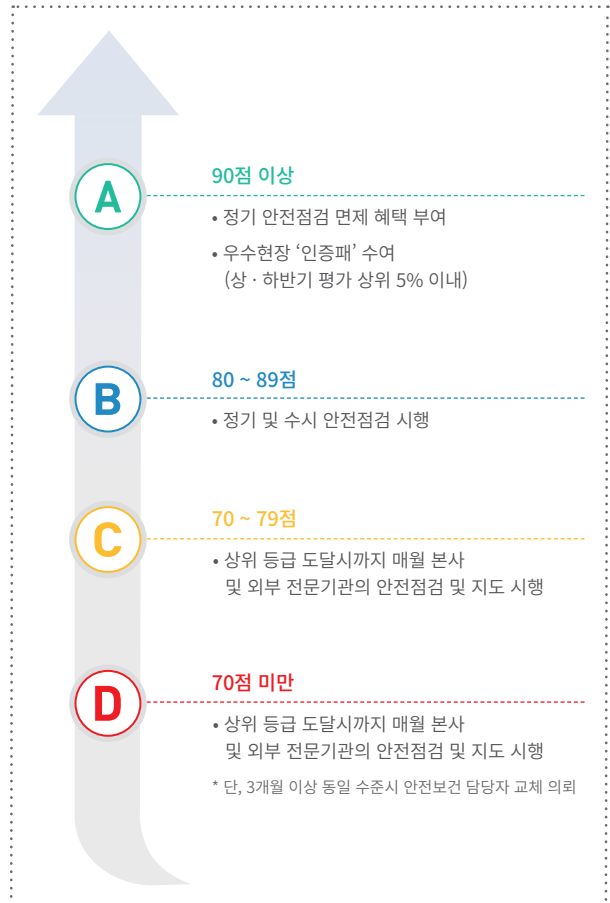 A
90점 이상
• 정기 안전점검 면제 혜택 부여
• 우수현장 ‘인증패’ 수여
(상 · 하반기 평가 상위 5% 이내)
B
80 ~ 89점
• 정기 및 수시 안전점검 시행
C
70 ~ 79점
• 상위 등급 도달시까지 매월 본사
및 외부 전문기관의 안전점검 및 지도 시행
D
70점 미만
• 상위 등급 도달시까지 매월 본사
및 외부 전문기관의 안전점검 및 지도 시행
* 단, 3개월 이상 동일 수준시 안전보건 담당자 교체 의뢰